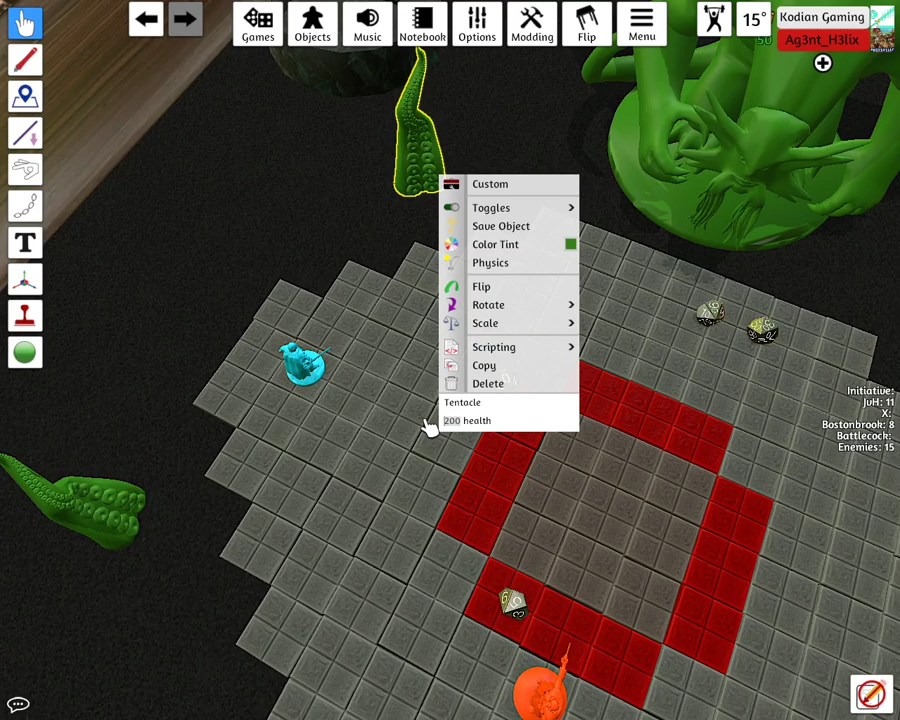 Games
Objects
Music
Notebook
Options
Modding
Flip
Menu
15°
Kodian Gaming
Ag3nt_H3lix
T
Custom
Toggles
Save Object
Color Tint
Physics
Flip
Rotate
Scale
Scripting
Copy
Delete
Tentacle
200 health
Initiative:
JvH: 11
X:
Bostonbrook: 8
Battlecock:
Enemies: 15